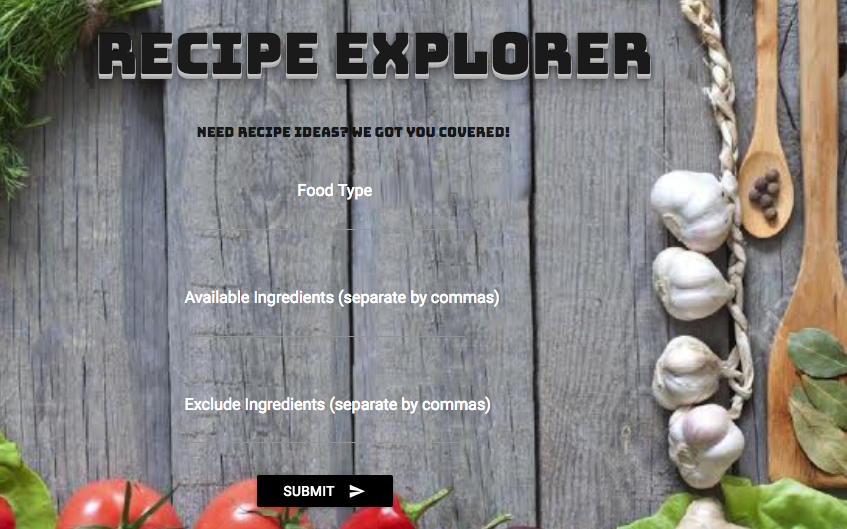 RECIPE EXPLORER
NEED RECIPE IDEAS? WE GOT YOU COVERED!
Food Type
Available Ingredients (separate by commas)
Exclude Ingredients (separate by commas)
SUBMIT